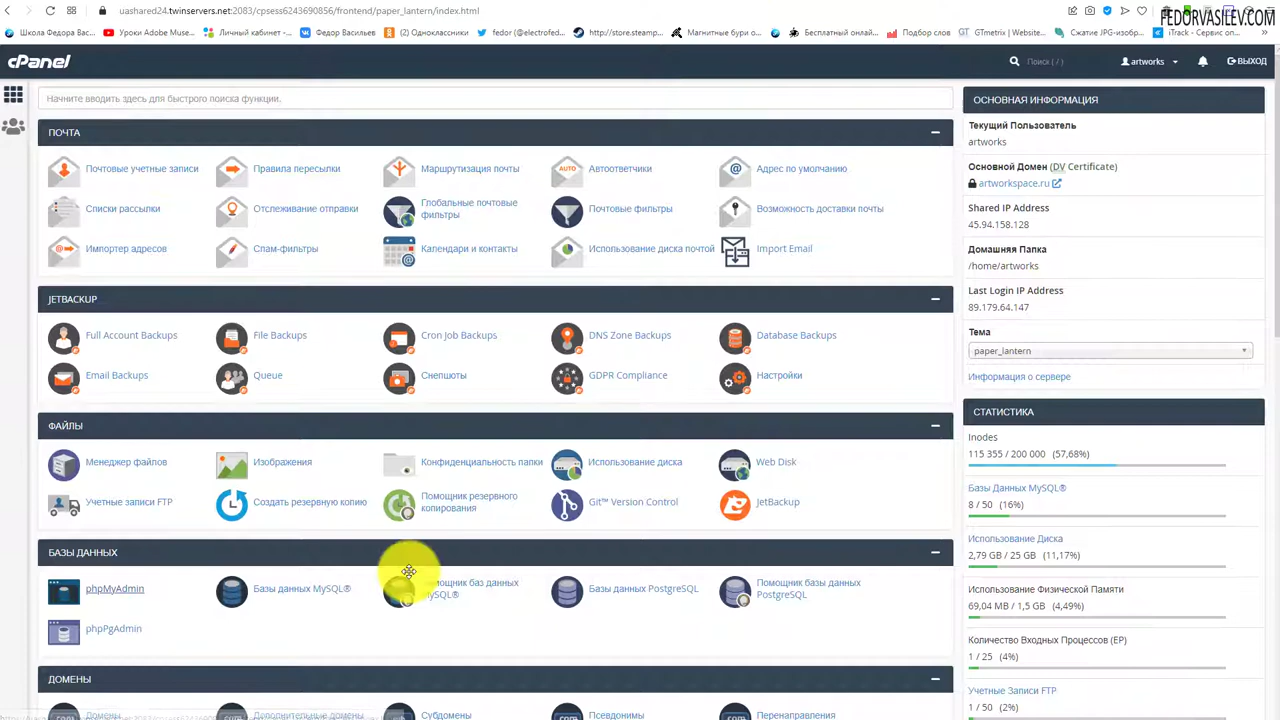 uashared24.twinservers.net:2083/cpsess6243690856/frontend/paper_lantern/index.html
FEDORVASILEV.COM
Школа Федора Вас... Уроки Adobe Muse... Личный кабинет -... Федор Васильев (1) Одноклассники fedor (@electrofed... http://store.steamp... Магнитные бури о... Бесплатный онлай... Подбор слов GTmetrix | Website... Сжатие JPG-изобр... iTrack - Сервис оп...
cPanel
Поиск ( / )
artworks
ВЫХОД
Начните вводить здесь для быстрого поиска функции.
ПОЧТА
Почтовые учетные записи
Правила пересылки
Маршрутизация почты
Автоответчики
Адрес по умолчанию
Списки рассылки
Отслеживание отправки
Глобальные почтовые
фильтры
Почтовые фильтры
Возможность доставки почты
Импортер адресов
Спам-фильтры
Календари и контакты
Использование диска почтой
Import Email
JETBACKUP
Full Account Backups
File Backups
Cron Job Backups
DNS Zone Backups
Database Backups
Email Backups
Queue
Снепшоты
GDPR Compliance
Настройки
ФАЙЛЫ
Менеджер файлов
Изображения
Конфиденциальность папки
Использование диска
Web Disk
Учетные записи FTP
Создать резервную копию
Помощник резервного
копирования
Git™ Version Control
JetBackup
БАЗЫ ДАННЫХ
phpMyAdmin
Базы данных MySQL®
мощник баз данных
ySQL®
Базы данных PostgreSQL
Помощник базы данных
PostgreSQL
phpPgAdmin
ДОМЕНЫ
Домены
Дополнительные домены
Субдомены
Псевдонимы
Перенаправления
ОСНОВНАЯ ИНФОРМАЦИЯ
Текущий Пользователь
artworks
Основной Домен (DV Certificate)
artworkspace.ru
Shared IP Address
45.94.158.128
Домашняя Папка
/home/artworks
Last Login IP Address
89.179.64.147
Тема
paper_lantern
Информация о сервере
СТАТИСТИКА
Inodes
115 355 / 200 000 (57,68%)
Базы Данных MySQL®
8 / 50 (16%)
Использование Диска
2,79 GB / 25 GB (11,17%)
Использование Физической Памяти
69,04 MB / 1,5 GB (4,49%)
Количество Входных Процессов (EP)
1 / 25 (4%)
Учетные Записи FTP
1 / 50 (2%)